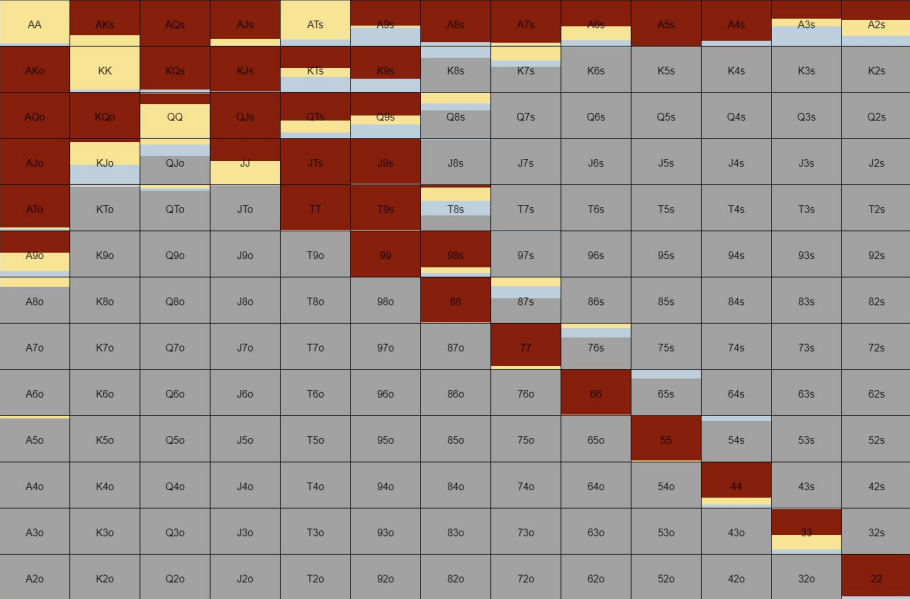 AA AKs AQs AJs ATs A9s A8s A7s A6s A5s A4s A3s A2s
AKo KK KQs KJs KTs K9s K8s K7s K6s K5s K4s K3s K2s
AQo KQo QQ QJs QTs Q9s Q8s Q7s Q6s Q5s Q4s Q3s Q2s
AJo KJo QJo JJ JTs J9s J8s J7s J6s J5s J4s J3s J2s
ATo KTo QTo JTo TT T9s T8s T7s T6s T5s T4s T3s T2s
A9o K9o Q9o J9o T9o 99 98s 97s 96s 95s 94s 93s 92s
A8o K8o Q8o J8o T8o 98o 88 87s 86s 85s 84s 83s 82s
A7o K7o Q7o J7o T7o 97o 87o 77 76s 75s 74s 73s 72s
A6o K6o Q6o J6o T6o 96o 86o 76o 66 65s 64s 63s 62s
A5o K5o Q5o J5o T5o 95o 85o 75o 65o 55 54s 53s 52s
A4o K4o Q4o J4o T4o 94o 84o 74o 64o 54o 44 43s 42s
A3o K3o Q3o J3o T3o 93o 83o 73o 63o 53o 43o 33 32s
A2o K2o Q2o J2o T2o 92o 82o 72o 62o 52o 42o 32o 22